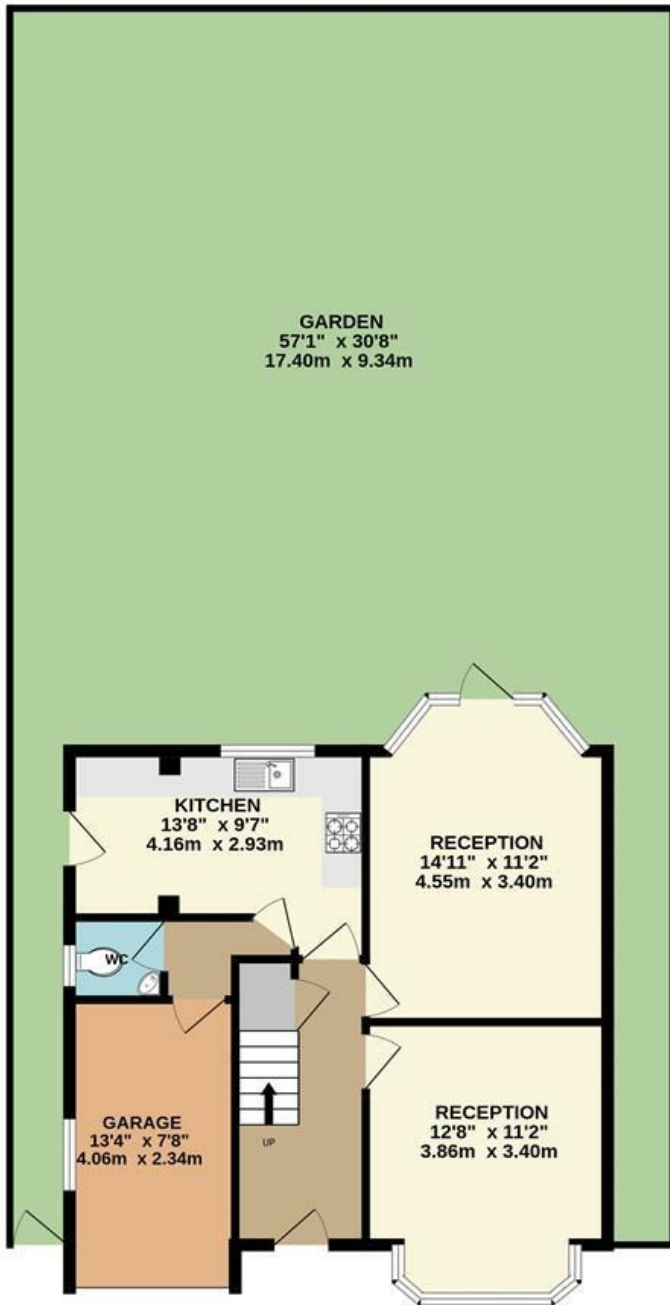 GARDEN
57'1" x 30'8"
17.40m x 9.34m
KITCHEN
13'8" x 9'7"
4.16m x 2.93m
RECEPTION
14'11" x 11'2"
4.55m x 3.40m
WC
GARAGE
13'4" x 7'8"
4.06m x 2.34m
UP
RECEPTION
12'8" x 11'2"
3.86m x 3.40m